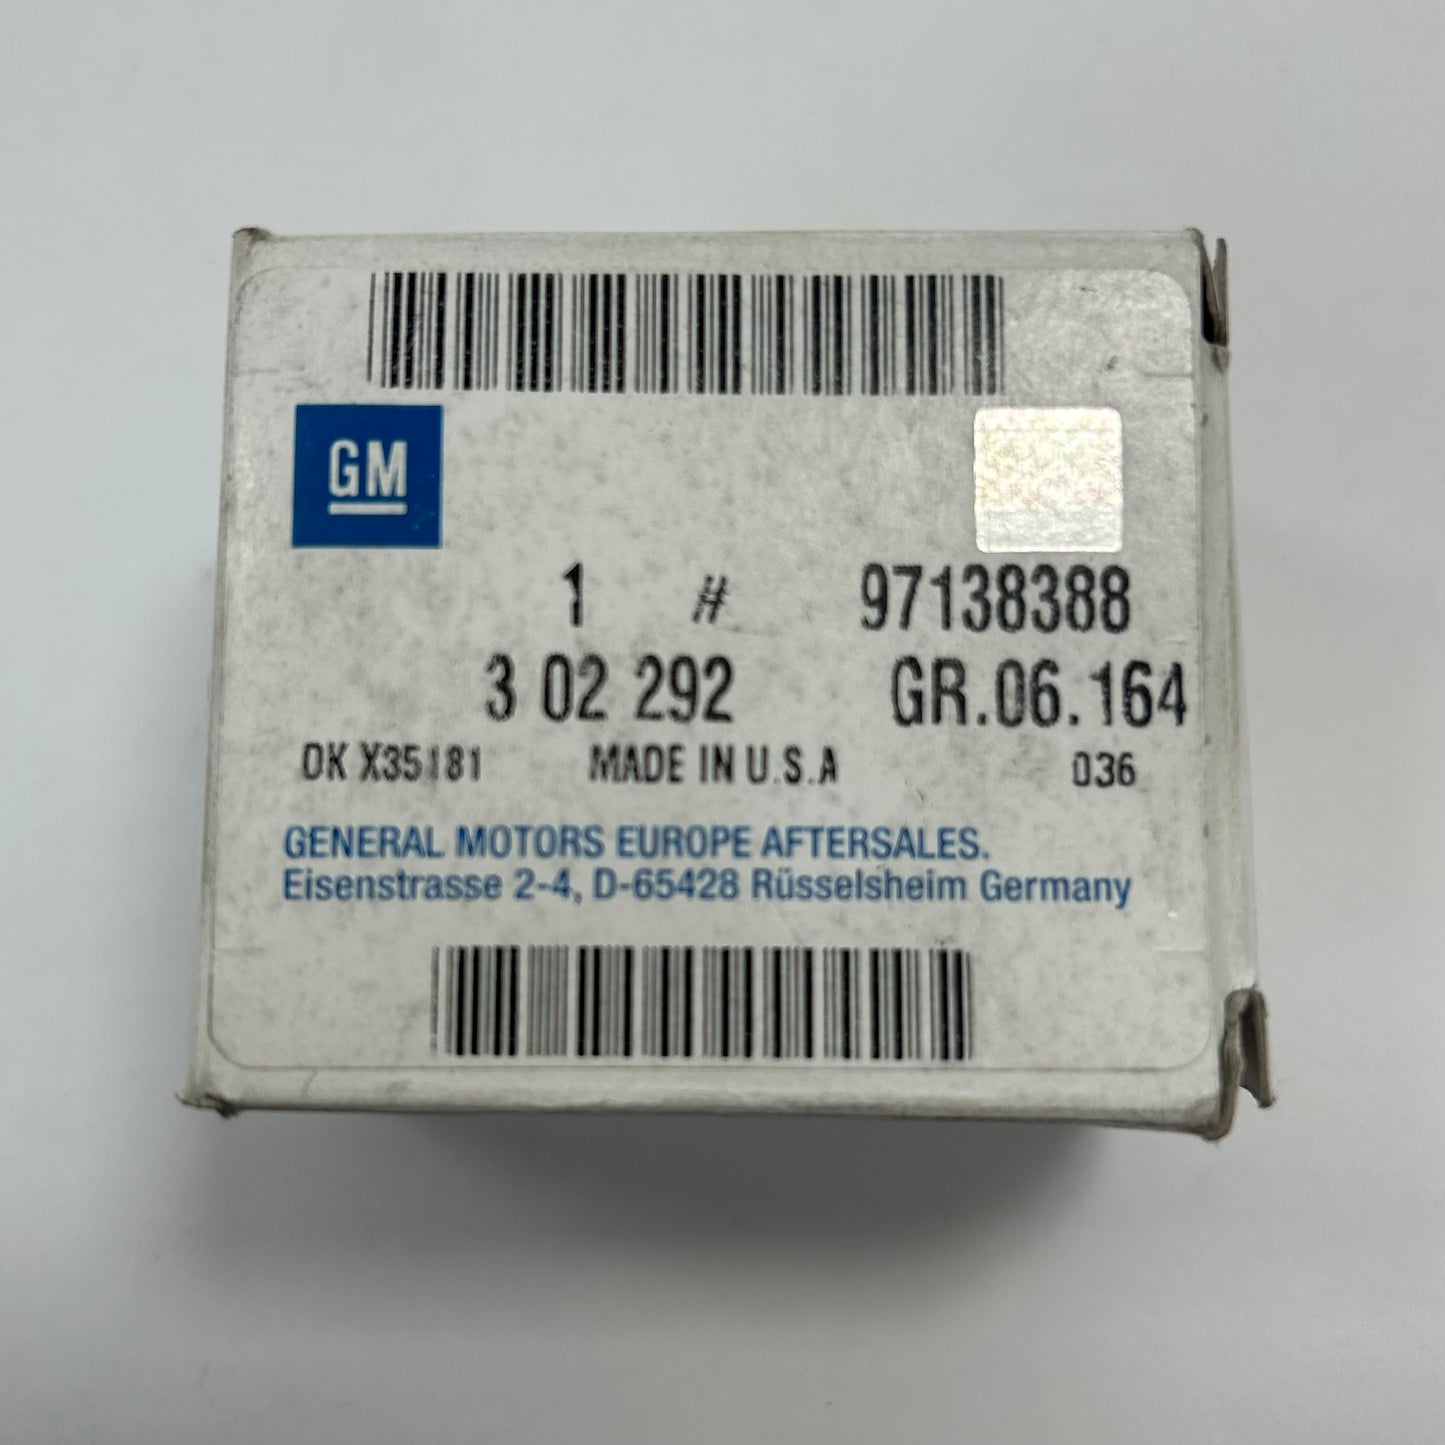 GM
1 # 97138388
3 02 292 GR.06.164
OK X35181 MADE IN U.S.A 036
GENERAL MOTORS EUROPE AFTERSALES.
Eisenstrasse 2-4, D-65428 Rüsselsheim Germany